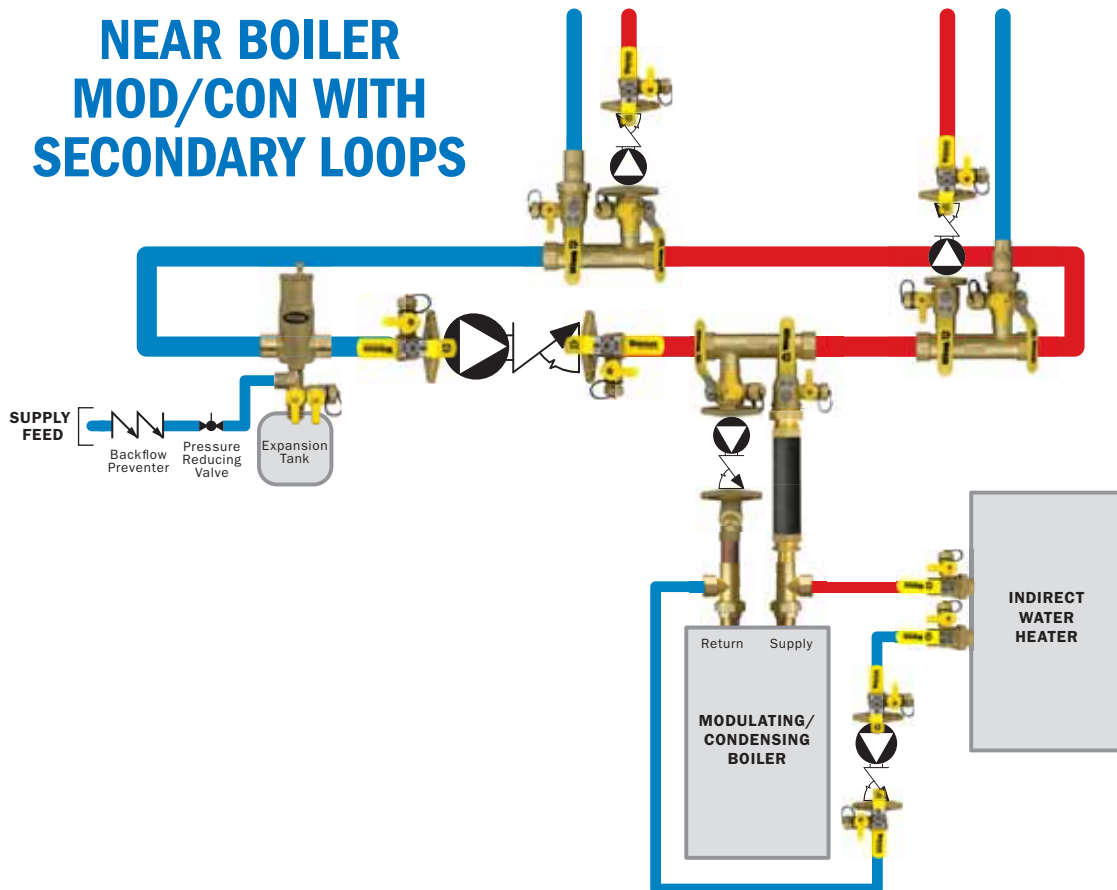 NEAR BOILER
MOD/CON WITH
SECONDARY LOOPS
SUPPLY
FEED
Backflow
Preventer
Pressure
Reducing
Valve
Expansion
Tank
Return
Supply
MODULATING/
CONDENSING
BOILER
INDIRECT
WATER
HEATER